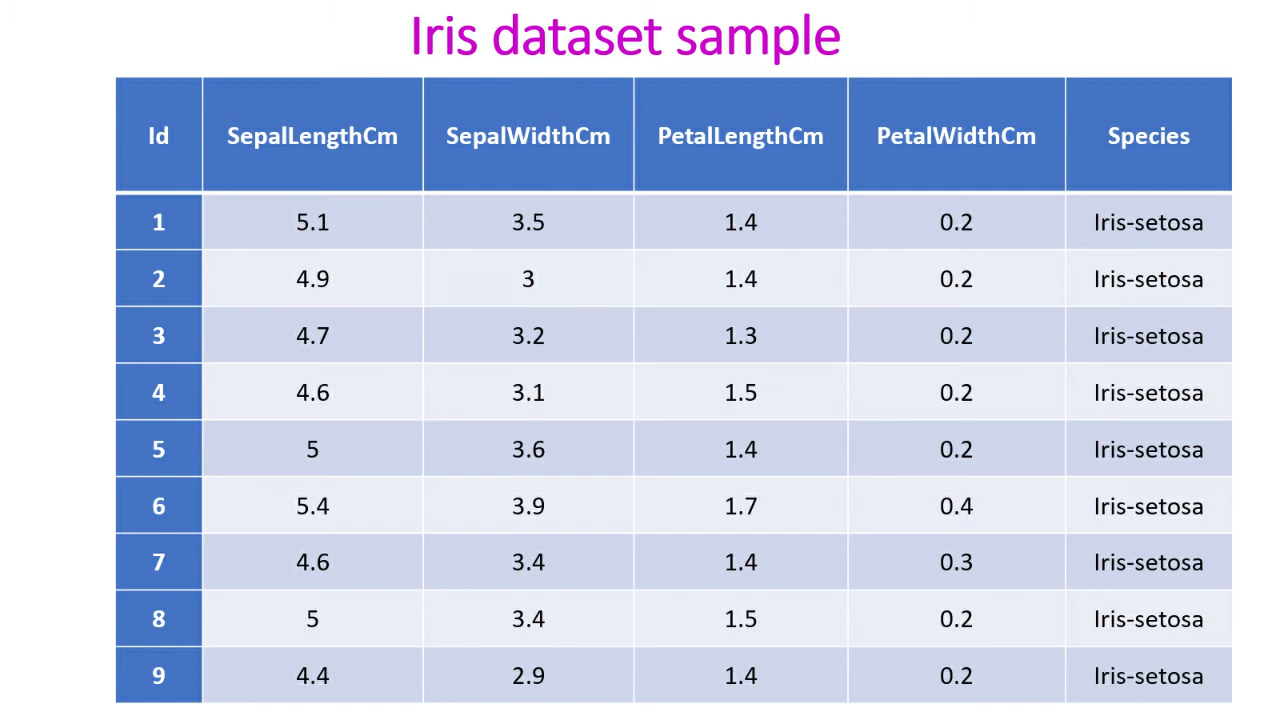 Iris dataset sample
Id SepalLengthCm SepalWidthCm PetalLengthCm PetalWidthCm Species
1 5.1 3.5 1.4 0.2 Iris-setosa
2 4.9 3 1.4 0.2 Iris-setosa
3 4.7 3.2 1.3 0.2 Iris-setosa
4 4.6 3.1 1.5 0.2 Iris-setosa
5 5 3.6 1.4 0.2 Iris-setosa
6 5.4 3.9 1.7 0.4 Iris-setosa
7 4.6 3.4 1.4 0.3 Iris-setosa
8 5 3.4 1.5 0.2 Iris-setosa
9 4.4 2.9 1.4 0.2 Iris-setosa